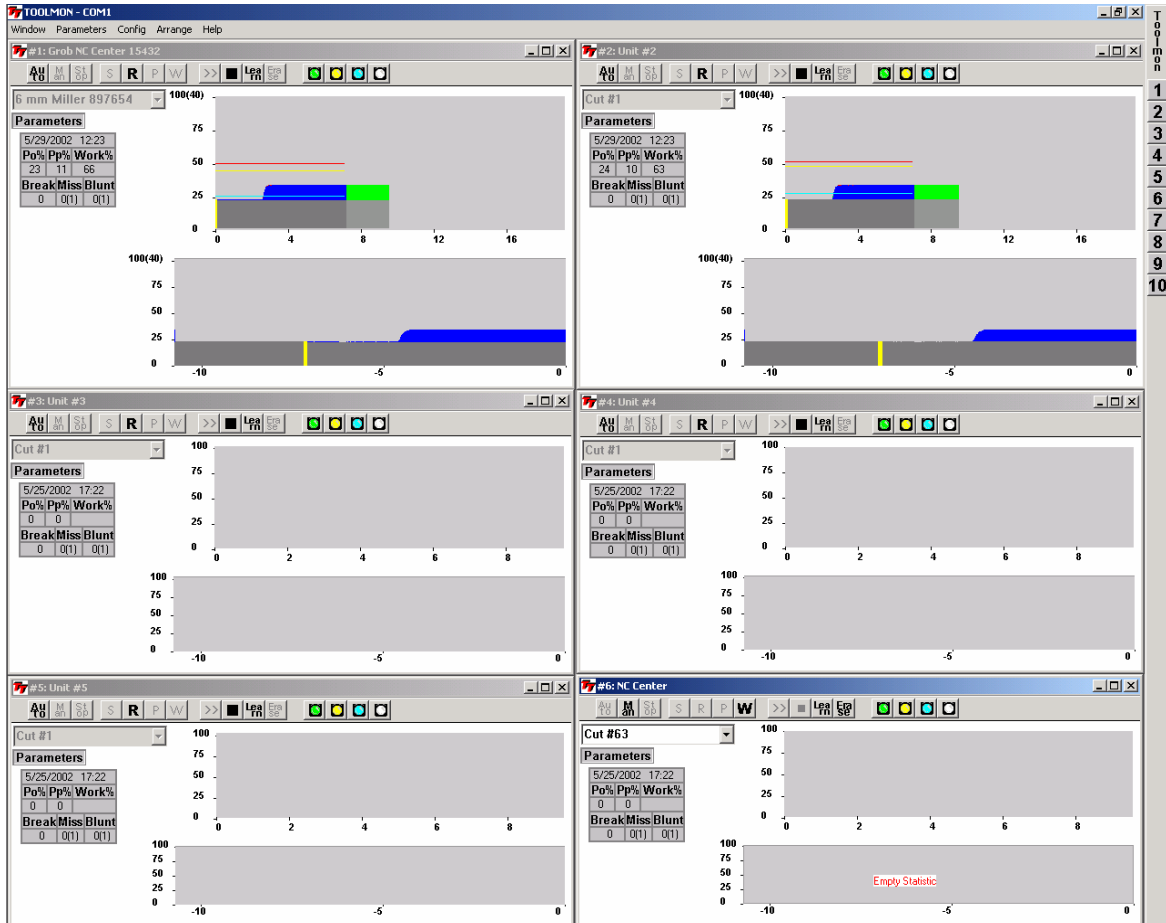 TOOLMON - COM1
Window Parameters Config Arrange Help
#1: Grob NC Center 15432
Auto Man Stop S R P W >> Learn Erase
6 mm Miller 897654
Parameters
5/29/2002 12:23
Po% Pp% Work%
23 11 66
Break Miss Blunt
0 0(1) 0(1)
100(40)
75
50
25
0
0 4 8 12 16
100(40)
75
50
25
0
-10 -5 0
#2: Unit #2
Auto Man Stop S R P W >> Learn Erase
Cut #1
Parameters
5/29/2002 12:23
Po% Pp% Work%
24 10 63
Break Miss Blunt
0 0(1) 0(1)
100(40)
75
50
25
0
0 4 8 12 16
100(40)
75
50
25
0
-10 -5 0
#3: Unit #3
Auto Man Stop S R P W >> Learn Erase
Cut #1
Parameters
5/25/2002 17:22
Po% Pp% Work%
0 0
Break Miss Blunt
0 0(1) 0(1)
100
75
50
25
0
0 2 4 6 8
100
75
50
25
0
-10 -5 0
#4: Unit #4
Auto Man Stop S R P W >> Learn Erase
Cut #1
Parameters
5/25/2002 17:22
Po% Pp% Work%
0 0
Break Miss Blunt
0 0(1) 0(1)
100
75
50
25
0
0 2 4 6 8
100
75
50
25
0
-10 -5 0
#5: Unit #5
Auto Man Stop S R P W >> Learn Erase
Cut #1
Parameters
5/25/2002 17:22
Po% Pp% Work%
0 0
Break Miss Blunt
0 0(1) 0(1)
100
75
50
25
0
0 2 4 6 8
100
75
50
25
0
-10 -5 0
#6: NC Center
Auto Man Stop S R P W >> Learn Erase
Cut #63
Parameters
5/25/2002 17:22
Po% Pp% Work%
0 0
Break Miss Blunt
0 0(1) 0(1)
100
75
50
25
0
0 2 4 6 8
100
75
50
25
0
Empty Statistic
-10 -5 0
Toolmon
1
2
3
4
5
6
7
8
9
10